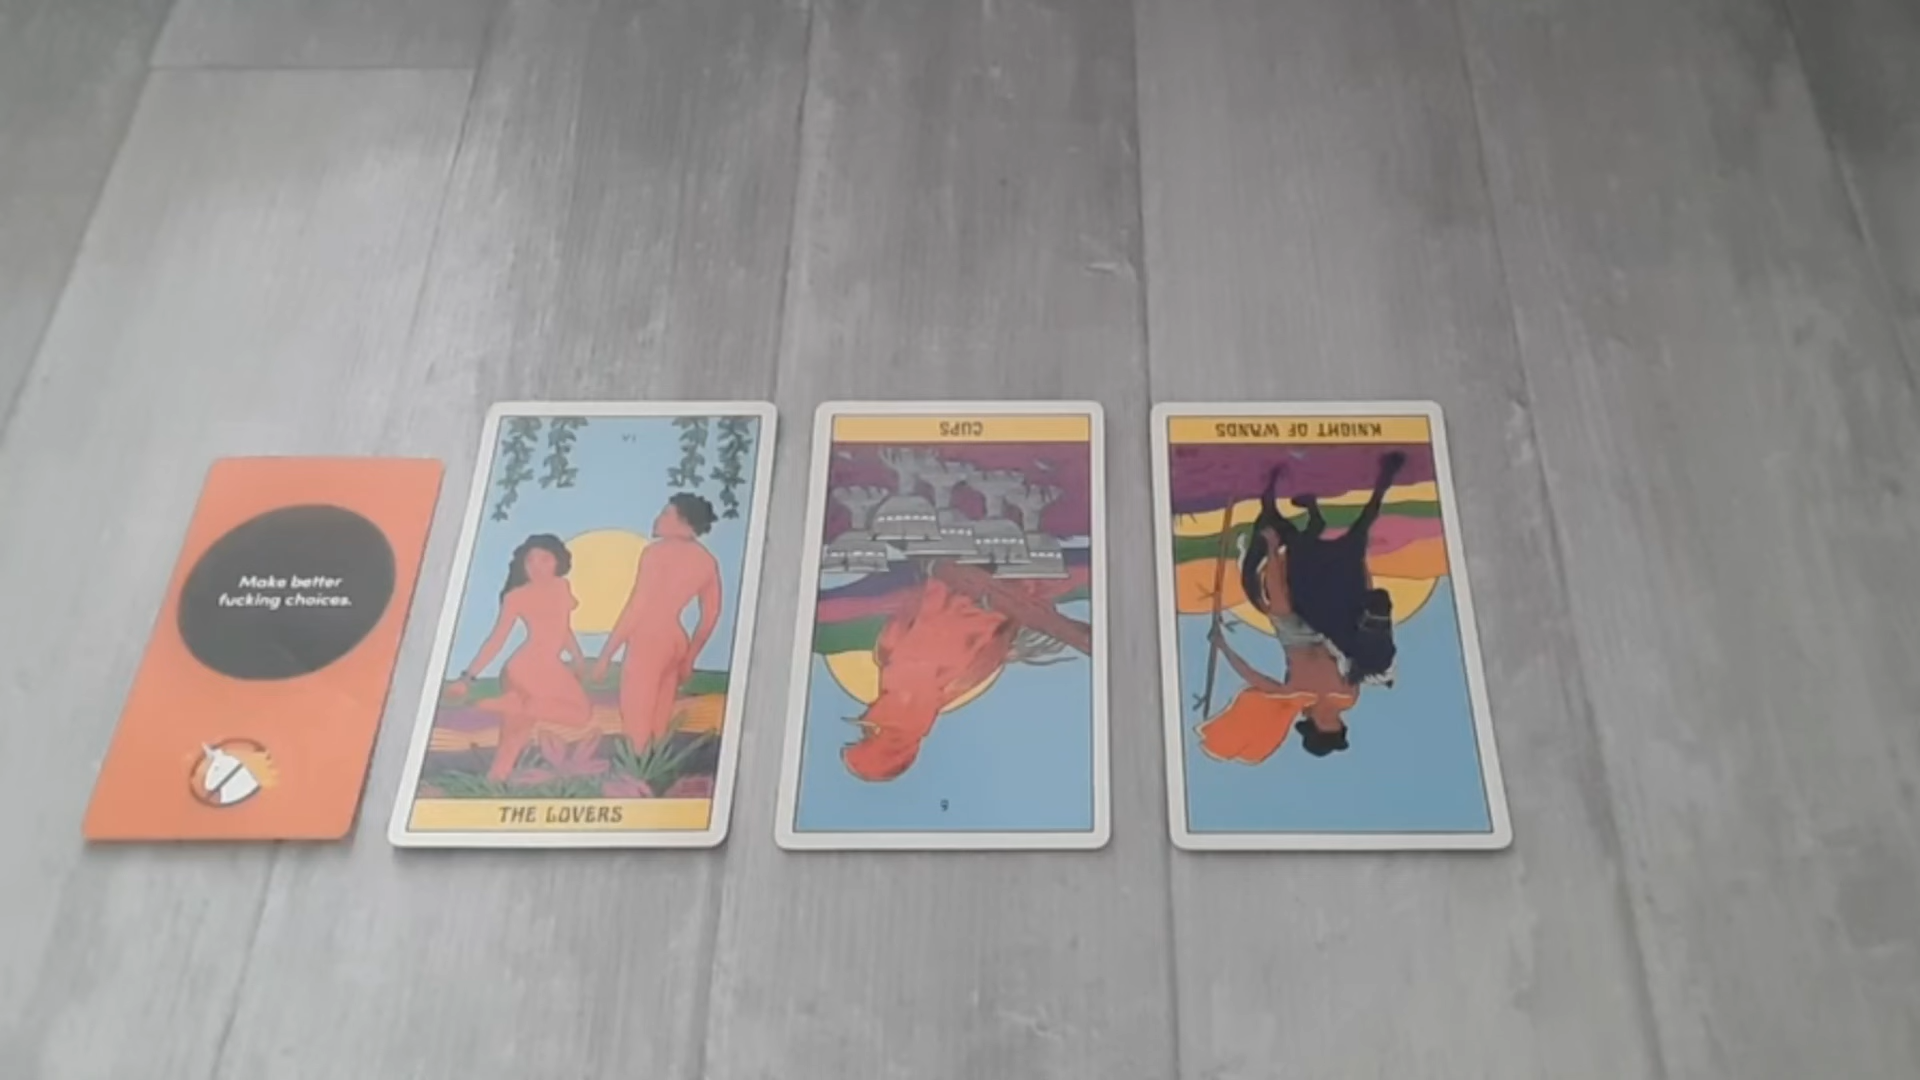 Make better
fucking choices.
THE LOVERS
CUPS
KNIGHT OF WANDS